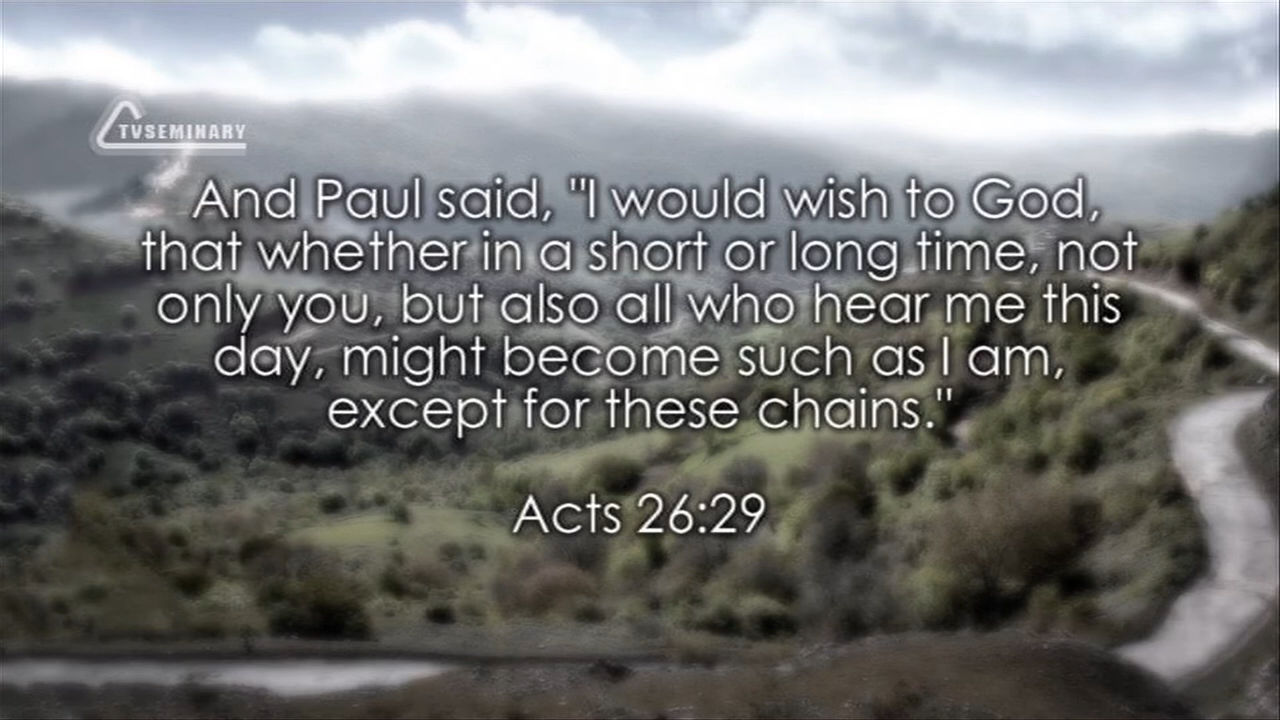 TVSEMINARY
And Paul said, "I would wish to God,
that whether in a short or long time, not
only you, but also all who hear me this
day, might become such as I am,
except for these chains."
Acts 26:29